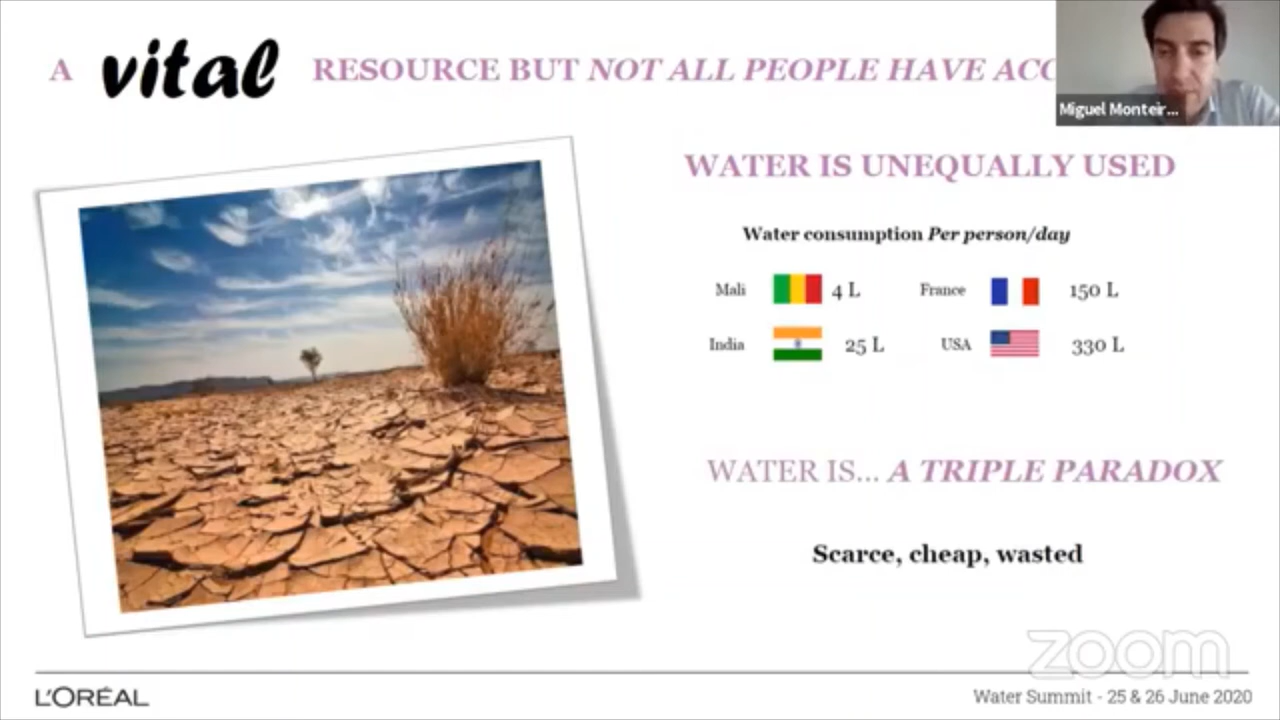 A vital RESOURCE BUT NOT ALL PEOPLE HAVE ACC
Miguel Monteir...
WATER IS UNEQUALLY USED
Water consumption Per person/day
Mali 4 L France 150 L
India 25 L USA 330 L
WATER IS... A TRIPLE PARADOX
Scarce, cheap, wasted
zoom
L'ORÉAL
Water Summit - 25 & 26 June 2020